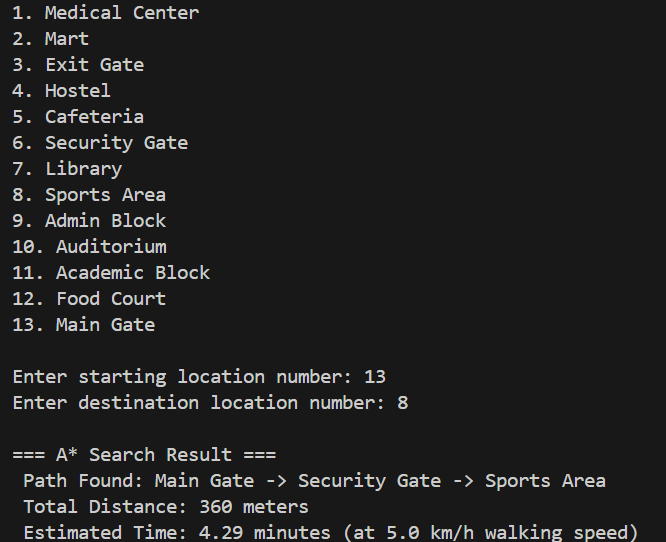 1. Medical Center
2. Mart
3. Exit Gate
4. Hostel
5. Cafeteria
6. Security Gate
7. Library
8. Sports Area
9. Admin Block
10. Auditorium
11. Academic Block
12. Food Court
13. Main Gate
Enter starting location number: 13
Enter destination location number: 8
=== A* Search Result ===
Path Found: Main Gate -> Security Gate -> Sports Area
Total Distance: 360 meters
Estimated Time: 4.29 minutes (at 5.0 km/h walking speed)